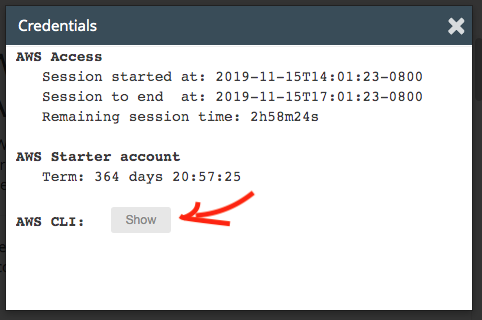 Credentials
AWS Access
Session started at: 2019-11-15T14:01:23-0800
Session to end at: 2019-11-15T17:01:23-0800
Remaining session time: 2h58m24s
AWS Starter account
Term: 364 days 20:57:25
AWS CLI: Show